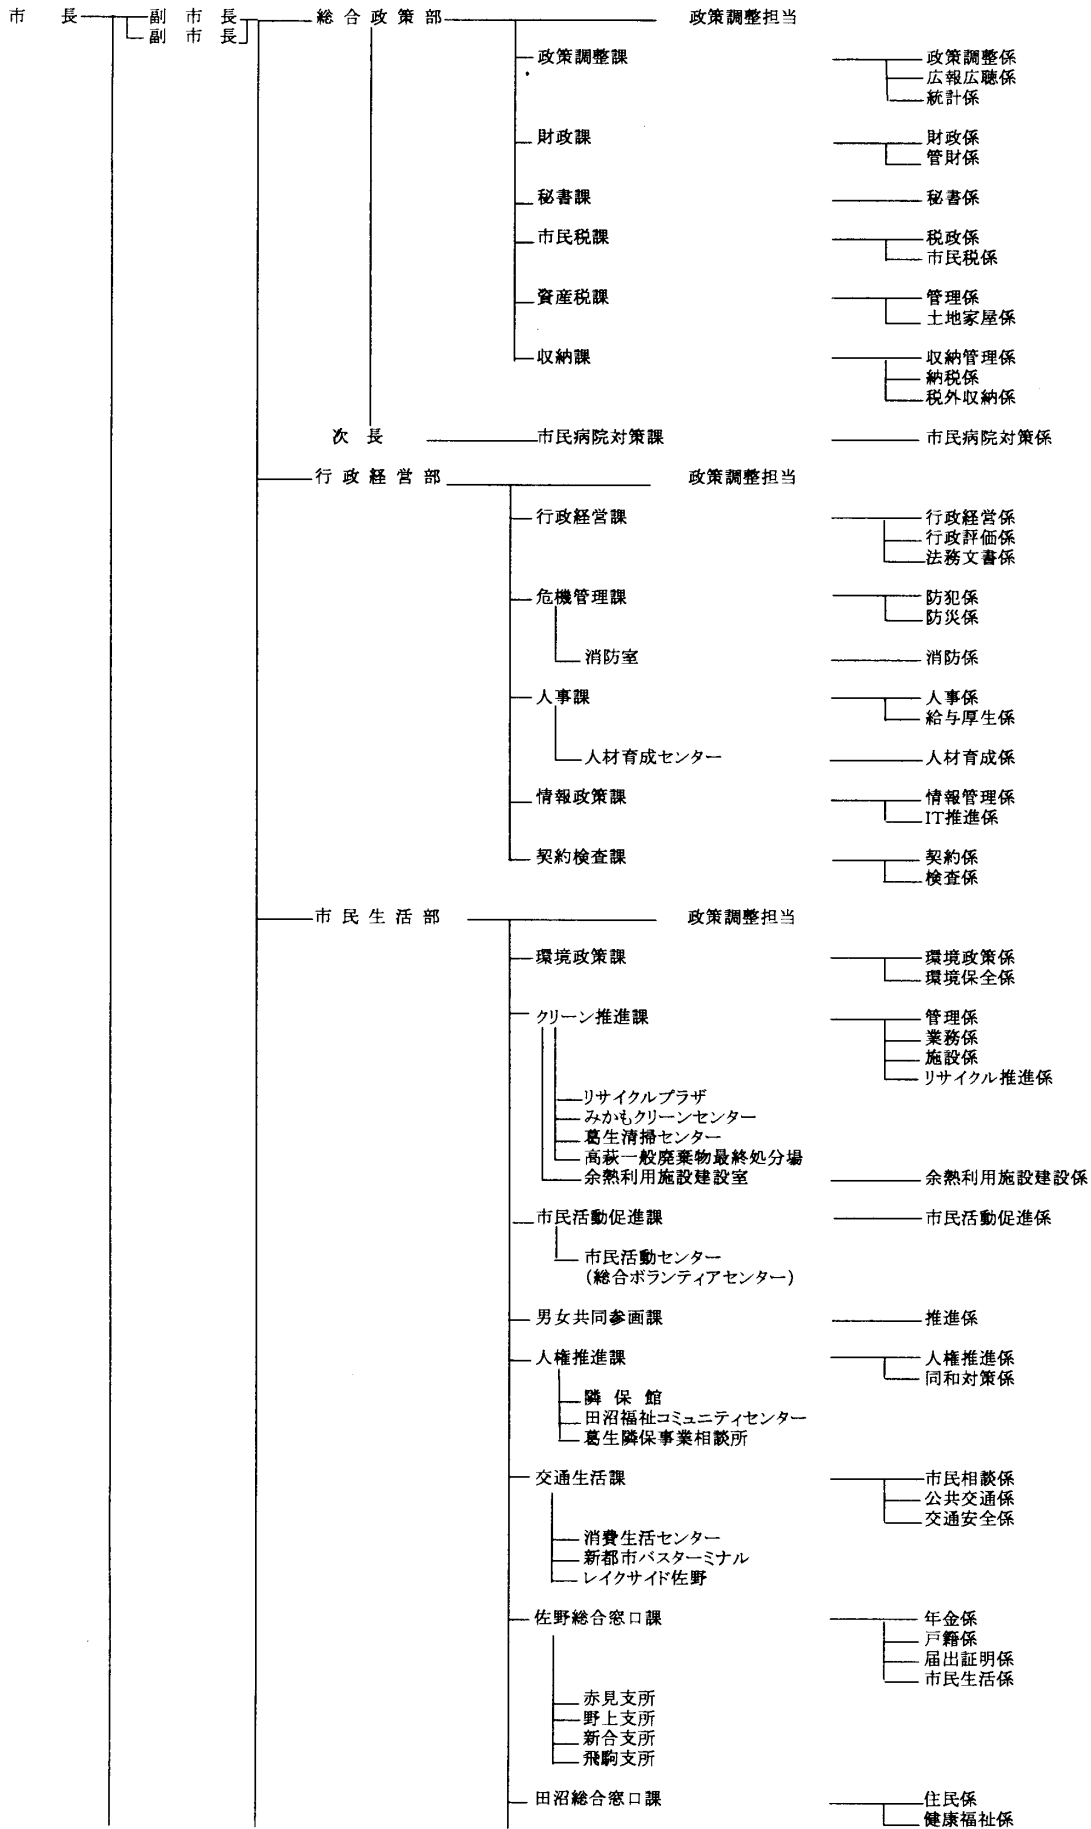 市長 副市長 総合政策部 政策調整担当
副市長
政策調整課 政策調整係
広報広聴係
統計係
財政課 財政係
管財係
秘書課 秘書係
市民税課 税政係
市民税係
資産税課 管理係
土地家屋係
収納課 収納管理係
納税係
税外収納係
次長 市民病院対策課 市民病院対策係
行政経営部 政策調整担当
行政経営課 行政経営係
行政評価係
法務文書係
危機管理課 防犯係
防災係
消防室 消防係
人事課 人事係
給与厚生係
人材育成センター 人材育成係
情報政策課 情報管理係
IT推進係
契約検査課 契約係
検査係
市民生活部 政策調整担当
環境政策課 環境政策係
環境保全係
クリーン推進課 管理係
業務係
施設係
リサイクル推進係
リサイクルプラザ
みかもクリーンセンター
葛生清掃センター
高萩一般廃棄物最終処分場
余熱利用施設建設室 余熱利用施設建設係
市民活動促進課 市民活動促進係
市民活動センター
(総合ボランティアセンター)
男女共同参画課 推進係
人権推進課 人権推進係
同和対策係
隣保館
田沼福祉コミュニティセンター
葛生隣保事業相談所
交通生活課 市民相談係
公共交通係
交通安全係
消費生活センター
新都市バスターミナル
レイクサイド佐野
佐野総合窓口課 年金係
戸籍係
届出証明係
市民生活係
赤見支所
野上支所
新合支所
飛駒支所
田沼総合窓口課 住民係
健康福祉係